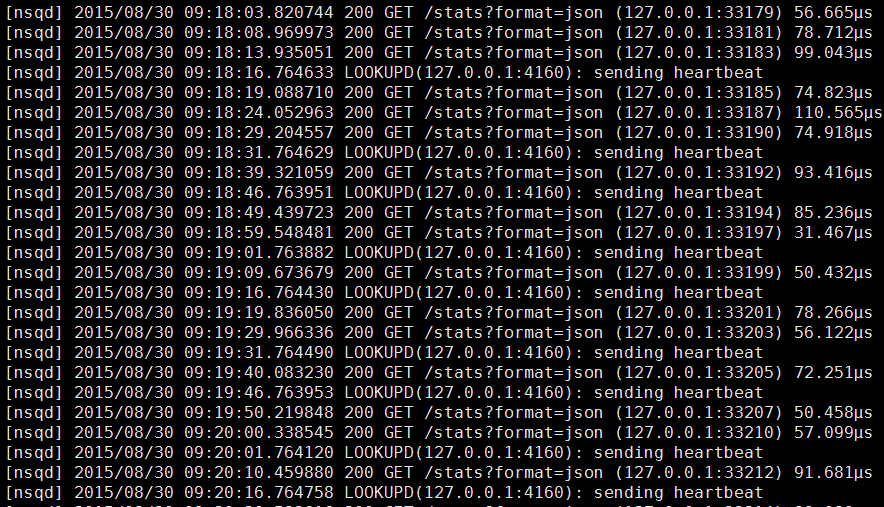 [nsqd] 2015/08/30 09:18:03.820744 200 GET /stats?format=json (127.0.0.1:33179) 56.665µs
[nsqd] 2015/08/30 09:18:08.969973 200 GET /stats?format=json (127.0.0.1:33181) 78.712µs
[nsqd] 2015/08/30 09:18:13.935051 200 GET /stats?format=json (127.0.0.1:33183) 99.043µs
[nsqd] 2015/08/30 09:18:16.764633 LOOKUPD(127.0.0.1:4160): sending heartbeat
[nsqd] 2015/08/30 09:18:19.088710 200 GET /stats?format=json (127.0.0.1:33185) 74.823µs
[nsqd] 2015/08/30 09:18:24.052963 200 GET /stats?format=json (127.0.0.1:33187) 110.565µs
[nsqd] 2015/08/30 09:18:29.204557 200 GET /stats?format=json (127.0.0.1:33190) 74.918µs
[nsqd] 2015/08/30 09:18:31.764629 LOOKUPD(127.0.0.1:4160): sending heartbeat
[nsqd] 2015/08/30 09:18:39.321059 200 GET /stats?format=json (127.0.0.1:33192) 93.416µs
[nsqd] 2015/08/30 09:18:46.763951 LOOKUPD(127.0.0.1:4160): sending heartbeat
[nsqd] 2015/08/30 09:18:49.439723 200 GET /stats?format=json (127.0.0.1:33194) 85.236µs
[nsqd] 2015/08/30 09:18:59.548481 200 GET /stats?format=json (127.0.0.1:33197) 31.467µs
[nsqd] 2015/08/30 09:19:01.763882 LOOKUPD(127.0.0.1:4160): sending heartbeat
[nsqd] 2015/08/30 09:19:09.673679 200 GET /stats?format=json (127.0.0.1:33199) 50.432µs
[nsqd] 2015/08/30 09:19:16.764430 LOOKUPD(127.0.0.1:4160): sending heartbeat
[nsqd] 2015/08/30 09:19:19.836050 200 GET /stats?format=json (127.0.0.1:33201) 78.266µs
[nsqd] 2015/08/30 09:19:29.966336 200 GET /stats?format=json (127.0.0.1:33203) 56.122µs
[nsqd] 2015/08/30 09:19:31.764490 LOOKUPD(127.0.0.1:4160): sending heartbeat
[nsqd] 2015/08/30 09:19:40.083230 200 GET /stats?format=json (127.0.0.1:33205) 72.251µs
[nsqd] 2015/08/30 09:19:46.763953 LOOKUPD(127.0.0.1:4160): sending heartbeat
[nsqd] 2015/08/30 09:19:50.219848 200 GET /stats?format=json (127.0.0.1:33207) 50.458µs
[nsqd] 2015/08/30 09:20:00.338545 200 GET /stats?format=json (127.0.0.1:33210) 57.099µs
[nsqd] 2015/08/30 09:20:01.764120 LOOKUPD(127.0.0.1:4160): sending heartbeat
[nsqd] 2015/08/30 09:20:10.459880 200 GET /stats?format=json (127.0.0.1:33212) 91.681µs
[nsqd] 2015/08/30 09:20:16.764758 LOOKUPD(127.0.0.1:4160): sending heartbeat